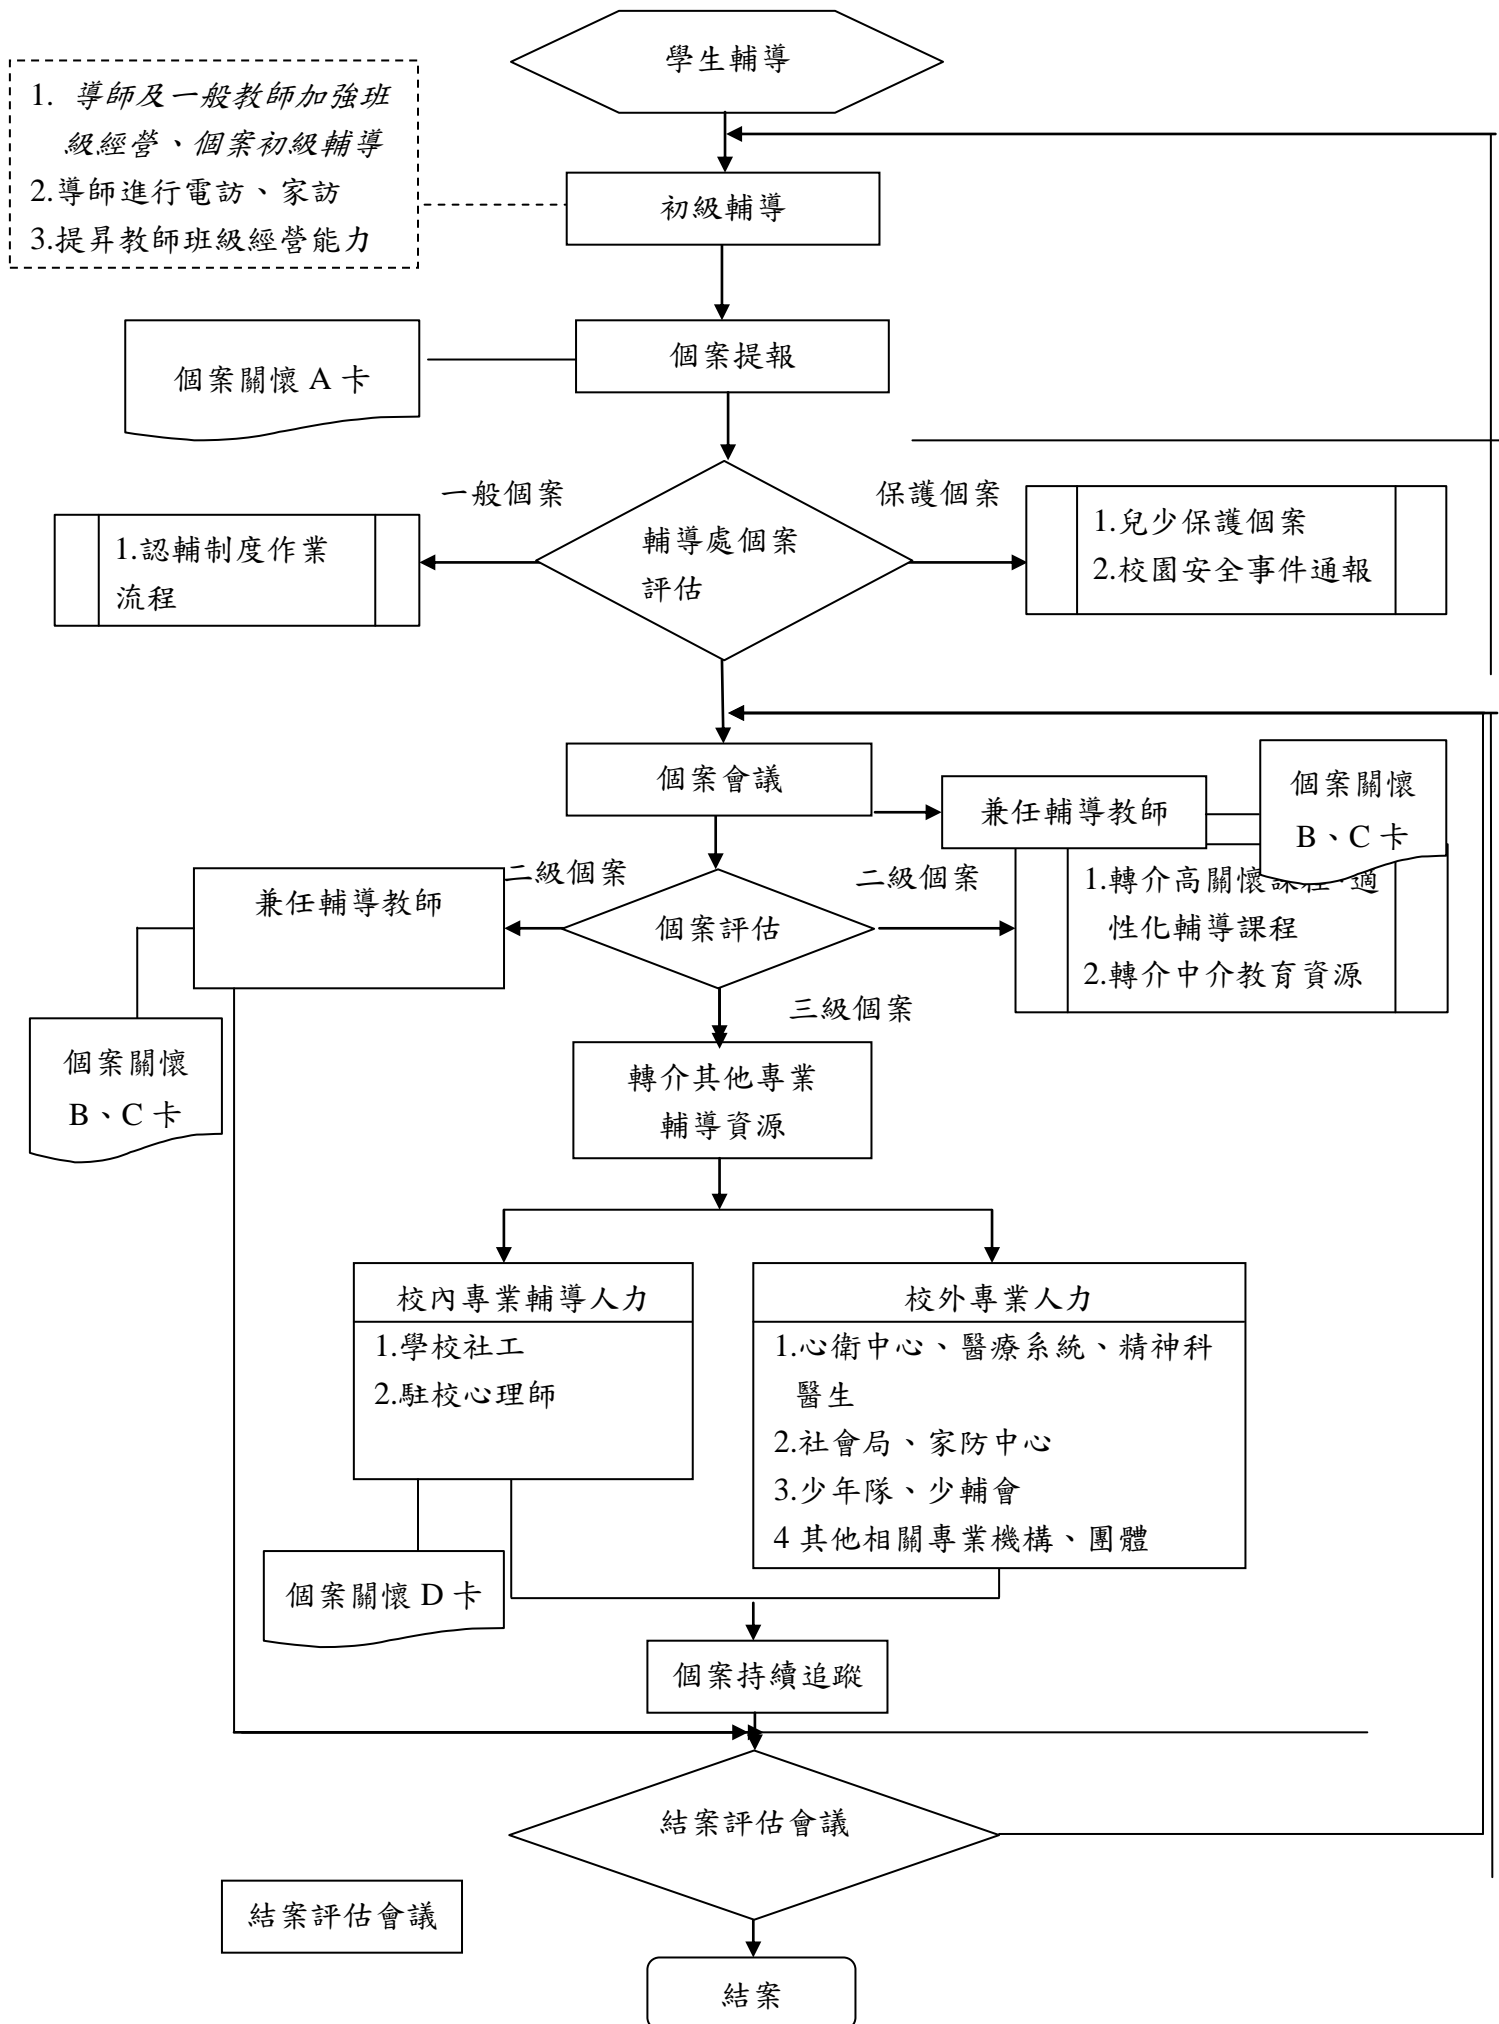 學生輔導
1. 導師及一般教師加強班
級經營、個案初級輔導
2.導師進行電訪、家訪
3.提昇教師班級經營能力
初級輔導
個案提報
個案關懷 A 卡
一般個案
保護個案
輔導處個案
評估
1.認輔制度作業
流程
1.兒少保護個案
2.校園安全事件通報
個案會議
兼任輔導教師
個案關懷
B、C 卡
二級個案
二級個案
兼任輔導教師
個案評估
1.轉介高關懷課程、適
性化輔導課程
2.轉介中介教育資源
三級個案
個案關懷
B、C 卡
轉介其他專業
輔導資源
校內專業輔導人力
1.學校社工
2.駐校心理師
校外專業人力
1.心衛中心、醫療系統、精神科
醫生
2.社會局、家防中心
3.少年隊、少輔會
4 其他相關專業機構、團體
個案關懷 D 卡
個案持續追蹤
結案評估會議
結案評估會議
結案